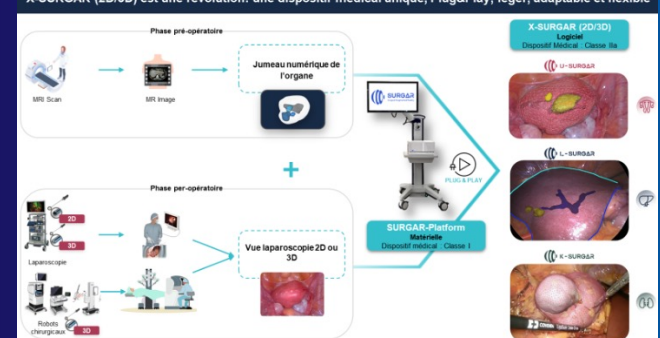 X-SURGAR (2D/3D) est une révolution: une dispositif médical unique, Plug&Play, léger, adaptable et flexible
Phase pré-opératoire
MRI Scan
MR Image
Jumeau numérique de
l'organe
+
Phase per-opératoire
2D
3D
Laparoscopie
Robots
chirurgicaux
3D
Vue laparoscopie 2D ou
3D
SURGAR
PLUG & PLAY
SURGAR-Platform
Matérielle
Dispositif médical : Classe I
X-SURGAR (2D/3D)
Logiciel
Dispositif Médical : Classe IIa
U-SURGAR
L-SURGAR
K-SURGAR